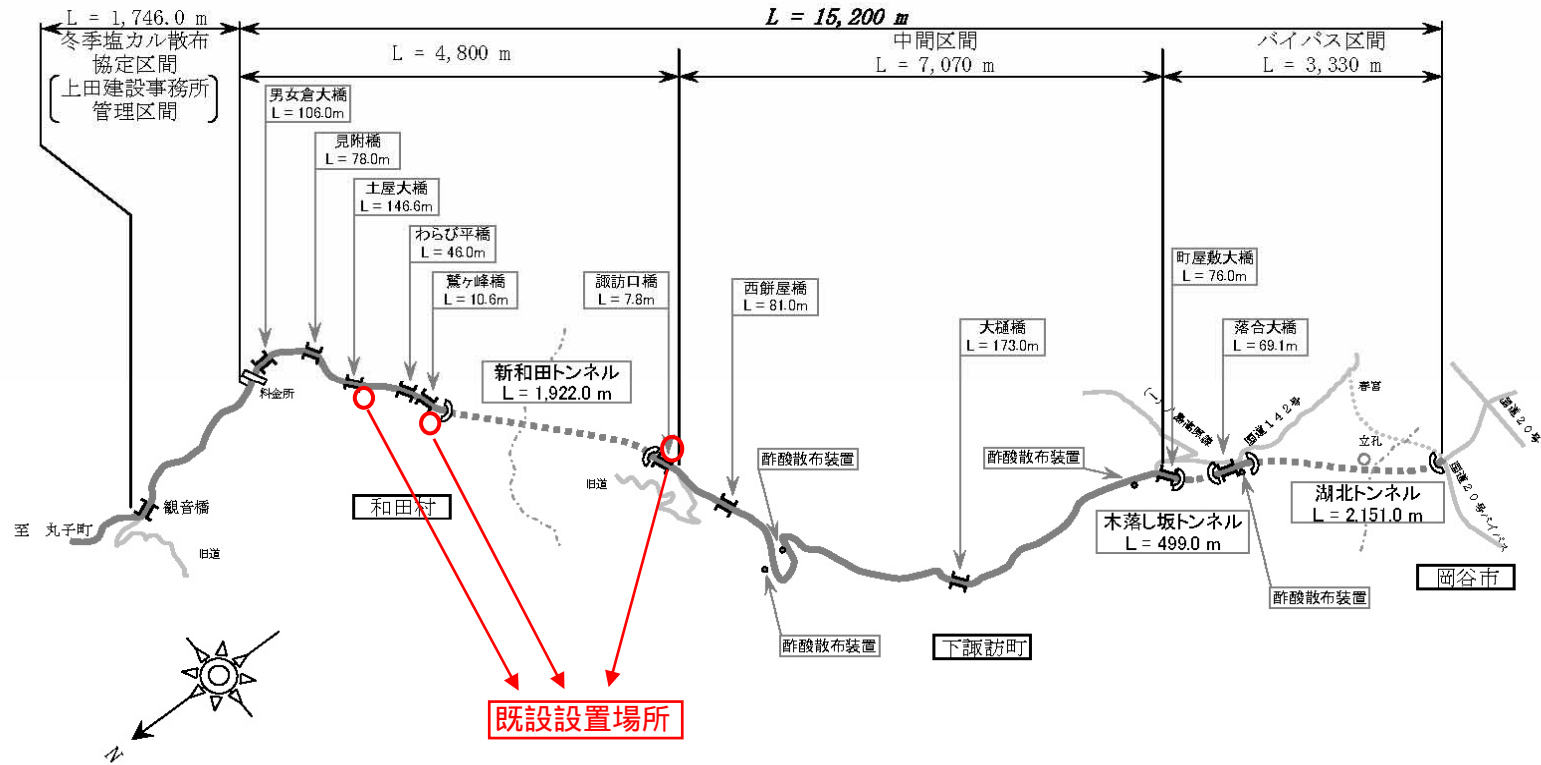 L = 1,746.0 m
L = 15,200 m
冬季塩カル散布
協定区間
上田建設事務所
管理区間
L = 4,800 m
中間区間
L = 7,070 m
バイパス区間
L = 3,330 m
男女倉大橋
L = 106.0m
見附橋
L = 78.0m
土屋大橋
L = 146.6m
わらび平橋
L = 46.0m
鷲ヶ峰橋
L = 10.6m
諏訪口橋
L = 7.8m
西餅屋橋
L = 81.0m
大樋橋
L = 173.0m
町屋敷大橋
L = 76.0m
落合大橋
L = 69.1m
料金所
新和田トンネル
L = 1,922.0 m
国道142号
春宮
国道20号
立孔
酢酸散布装置
酢酸散布装置
旧道
国道20号バイパス
湖北トンネル
L = 2,151.0 m
木落し坂トンネル
L = 499.0 m
観音橋
和田村
至 丸子町
旧道
岡谷市
酢酸散布装置
酢酸散布装置
下諏訪町
既設設置場所
N